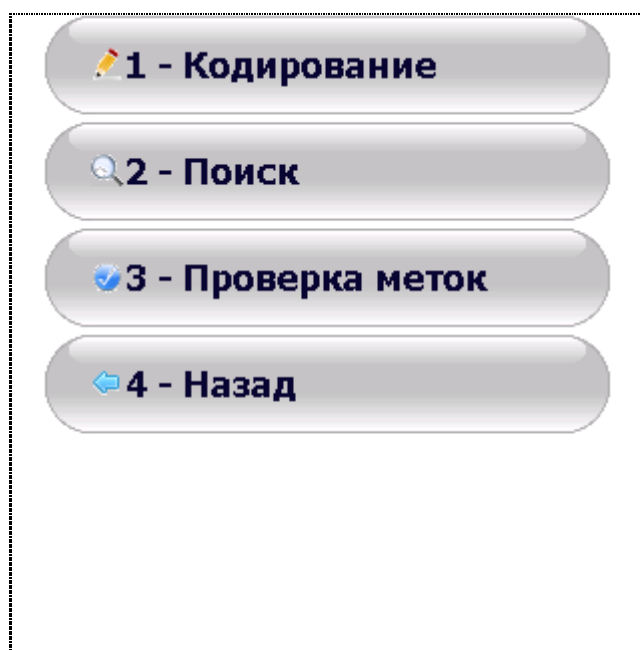 1 - Кодирование
2 - Поиск
3 - Проверка меток
4 - Назад